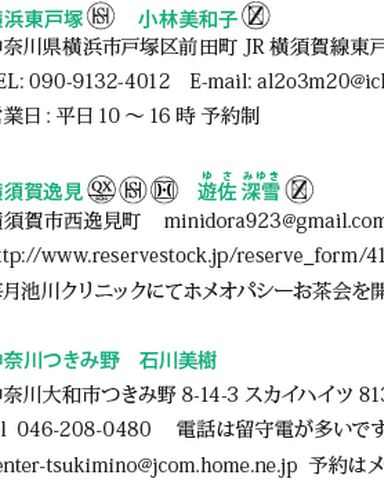 横浜東戸塚 小林美和子
神奈川県横浜市戸塚区前田町 JR 横須賀線東戸
TEL: 090-9132-4012 E-mail: al2o3m20@icl
営業日 : 平日 10 ～ 16 時 予約制
横須賀逸見 QX HS 遊佐 深雪
ゆ さ みゆき
横須賀市西逸見町 minidora923@gmail.com
http://www.reservestock.jp/reserve_form/41
毎月池川クリニックにてホメオパシーお茶会を開
神奈川つきみ野 石川美樹
神奈川大和市つきみ野 8-14-3 スカイハイツ 813
el 046-208-0480 電話は留守電が多いです
center-tsukimino@jcom.home.ne.jp 予約はメ